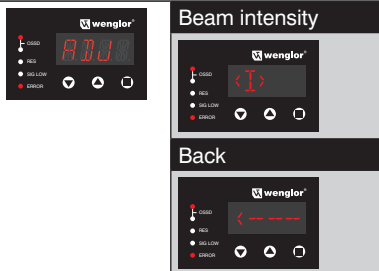 wenglor
OSSD
RES
SIG LOW
ERROR
ADJ
Beam intensity
wenglor
OSSD
RES
SIG LOW
ERROR
<I>
Back
wenglor
OSSD
RES
SIG LOW
ERROR
<-----